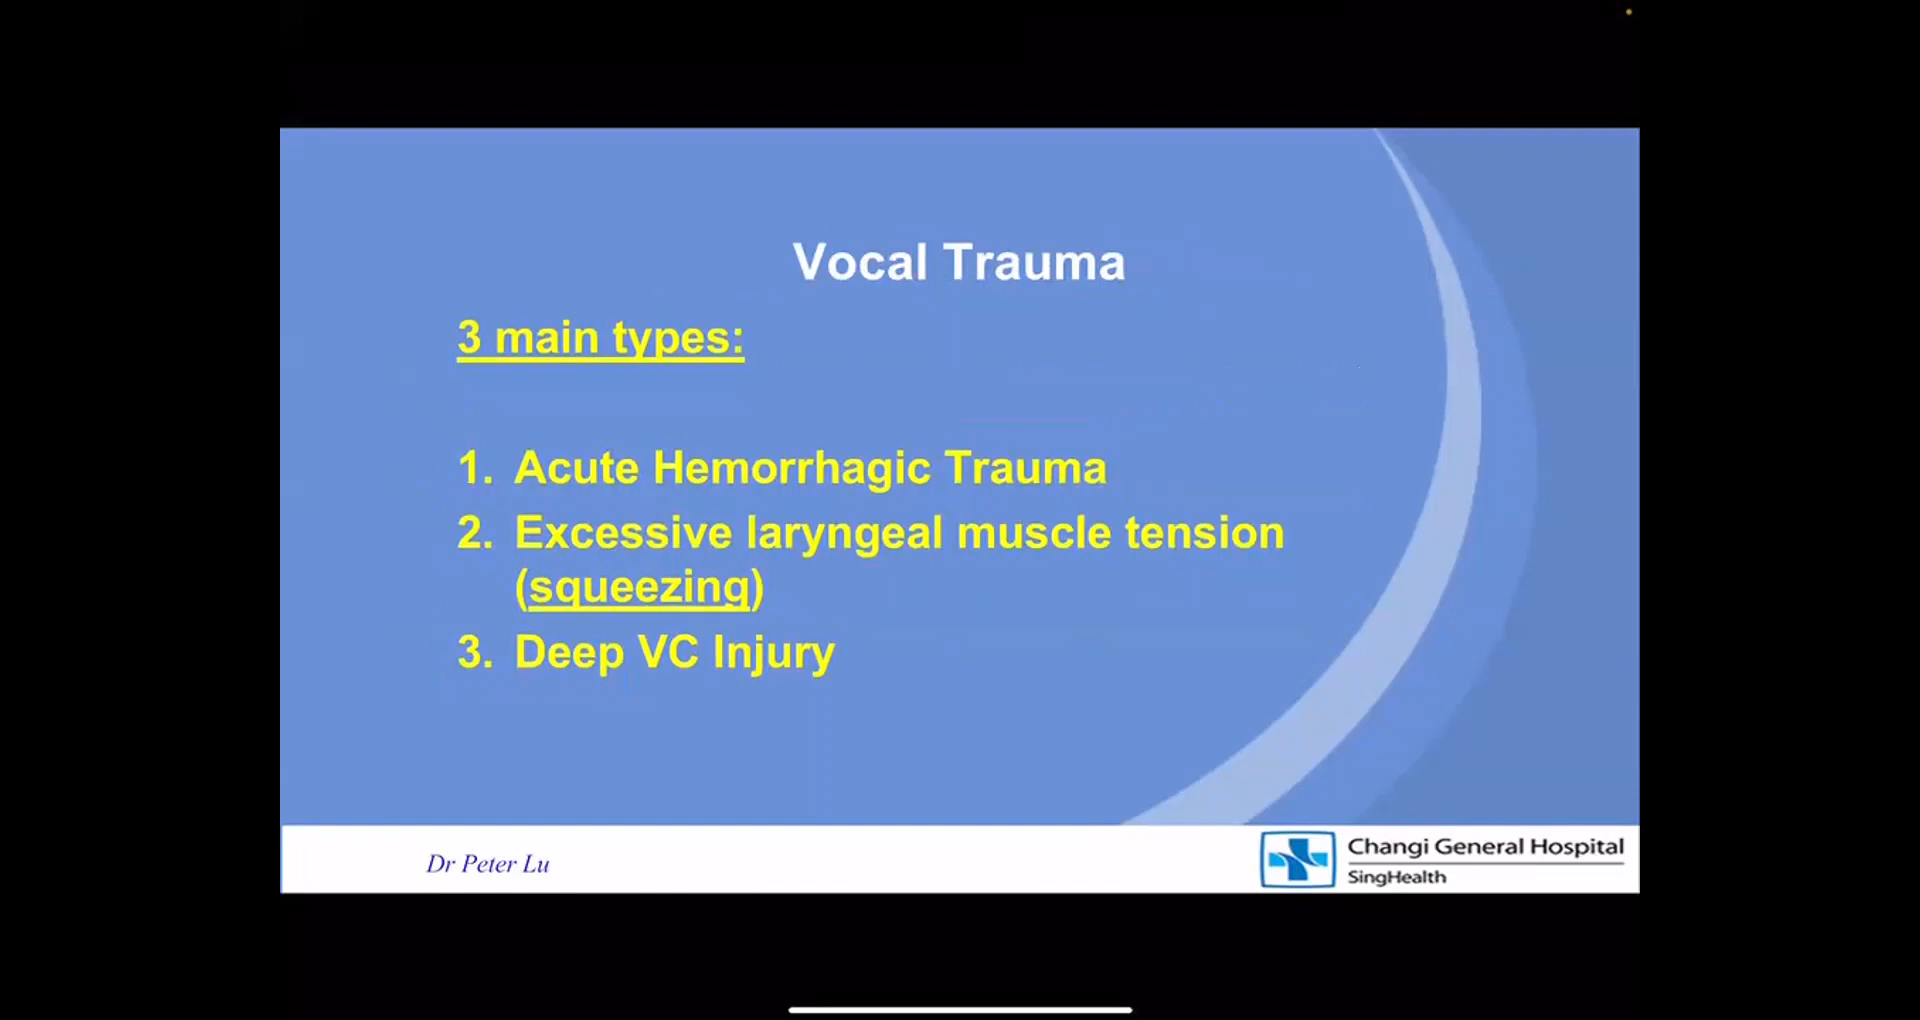 Vocal Trauma
3 main types:
1. Acute Hemorrhagic Trauma
2. Excessive laryngeal muscle tension
(squeezing)
3. Deep VC Injury
Dr Peter Lu
Changi General Hospital
SingHealth